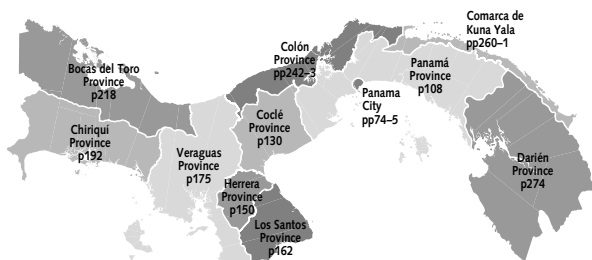 Comarca de
Kuna Yala
pp260–1
Colón
Province
pp242–3
Bocas del Toro
Province
p218
Panamá
Province
p108
Panama
City
pp74–5
Coclé
Province
p130
Chiriquí
Province
p192
Veraguas
Province
p175
Darién
Province
p274
Herrera
Province
p150
Los Santos
Province
p162